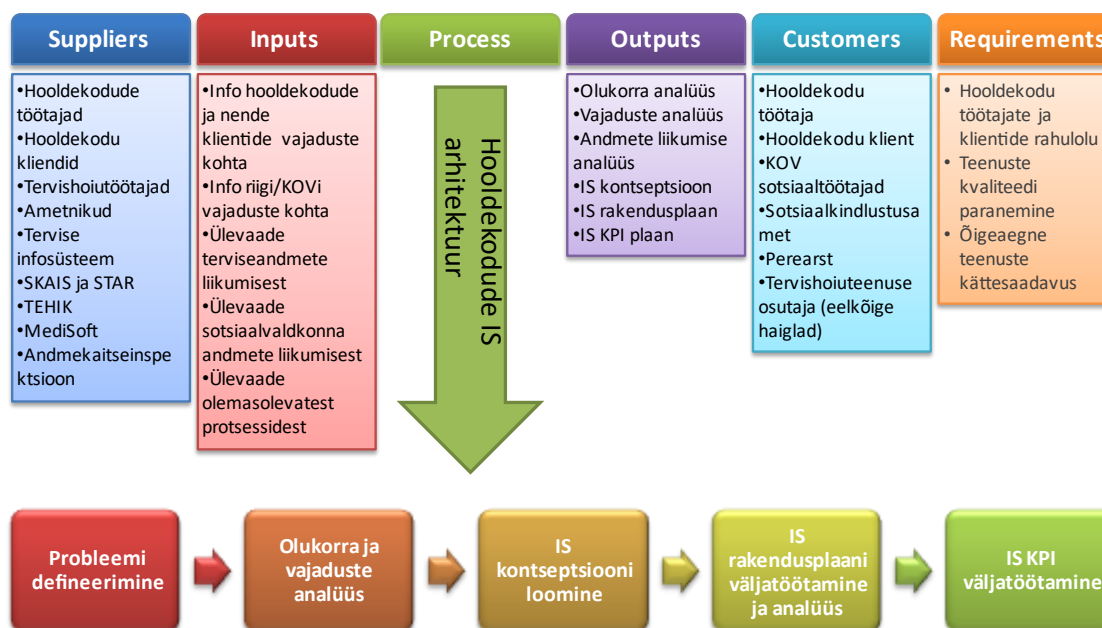 Suppliers
•Hooldekodude
töötajad
•Hooldekodu
kliendid
•Tervishoiutöötajad
•Ametnikud
•Tervise
infosüsteem
•SKAIS ja STAR
•TEHIK
•MediSoft
•Andmekaitseinspe
ktsioon
Inputs
•Info hooldekodude
ja nende
klientide vajaduste
kohta
•Info riigi/KOVi
vajaduste kohta
•Ülevaade
terviseandmete
liikumisest
•Ülevaade
sotsiaalvaldkonna
andmete liikumisest
•Ülevaade
olemasolevatest
protsessidest
Process
Hooldekodude IS
arhitektuur
Outputs
•Olukorra analüüs
•Vajaduste analüüs
•Andmete liikumise
analüüs
•IS kontseptsioon
•IS rakendusplaan
•IS KPI plaan
Customers
•Hooldekodu
töötaja
•Hooldekodu klient
•KOV
sotsiaaltöötajad
•Sotsiaalkindlustusa
met
•Perearst
•Tervishoiuteenuse
osutaja (eelkõige
haiglad)
Requirements
• Hooldekodu
töötajate ja
klientide rahulolu
• Teenuste
kvaliteedi
paranemine
• Õigeaegne
teenuste
kättesaadavus
Probleemi
defineerimine
Olukorra ja
vajaduste
analüüs
IS
kontseptsiooni
loomine
IS
rakendusplaani
väljatöötamine
ja analüüs
IS KPI
väljatöötamine